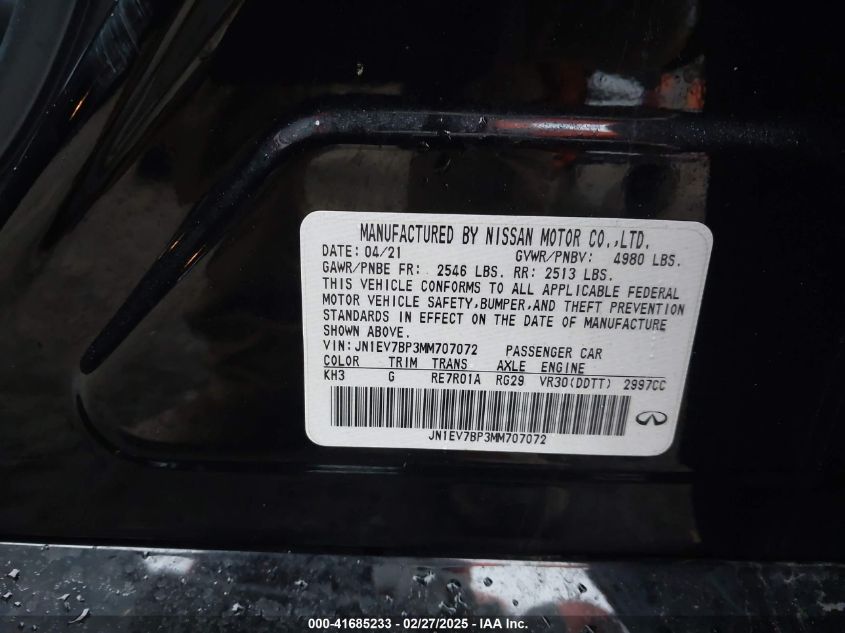 MANUFACTURED BY NISSAN MOTOR CO.,LTD.
DATE: 04/21 GVWR/PNBV: 4980 LBS.
GAWR/PNBE FR: 2546 LBS. RR: 2513 LBS.
THIS VEHICLE CONFORMS TO ALL APPLICABLE FEDERAL
MOTOR VEHICLE SAFETY,BUMPER,AND THEFT PREVENTION
STANDARDS IN EFFECT ON THE DATE OF MANUFACTURE
SHOWN ABOVE.
VIN: JN1EV7BP3MM707072 PASSENGER CAR
COLOR TRIM TRANS AXLE ENGINE
KH3 G RE7R01A RG29 VR30(DDTT) 2997CC
JN1EV7BP3MM707072
000-41685233 - 02/27/2025 - IAA Inc.